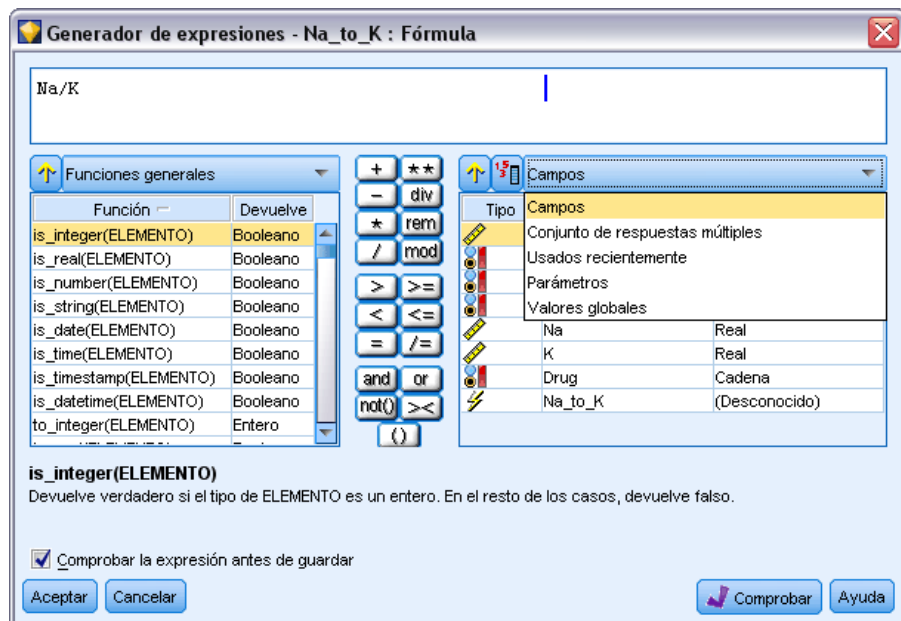 Generador de expresiones - Na_to_K : Fórmula
Na/K
Funciones generales
Función Devuelve
is_integer(ELEMENTO) Booleano
is_real(ELEMENTO) Booleano
is_number(ELEMENTO) Booleano
is_string(ELEMENTO) Booleano
is_date(ELEMENTO) Booleano
is_time(ELEMENTO) Booleano
is_timestamp(ELEMENTO) Booleano
is_datetime(ELEMENTO) Booleano
to_integer(ELEMENTO) Entero
+ **
- div
* rem
/ mod
> >=
< <=
= /=
and or
not() ><
()
Campos
Tipo
Campos
Conjunto de respuestas múltiples
Usados recientemente
Parámetros
Valores globales
Na Real
K Real
Drug Cadena
Na_to_K (Desconocido)
is_integer(ELEMENTO)
Devuelve verdadero si el tipo de ELEMENTO es un entero. En el resto de los casos, devuelve falso.
Comprobar la expresión antes de guardar
Aceptar Cancelar Comprobar Ayuda